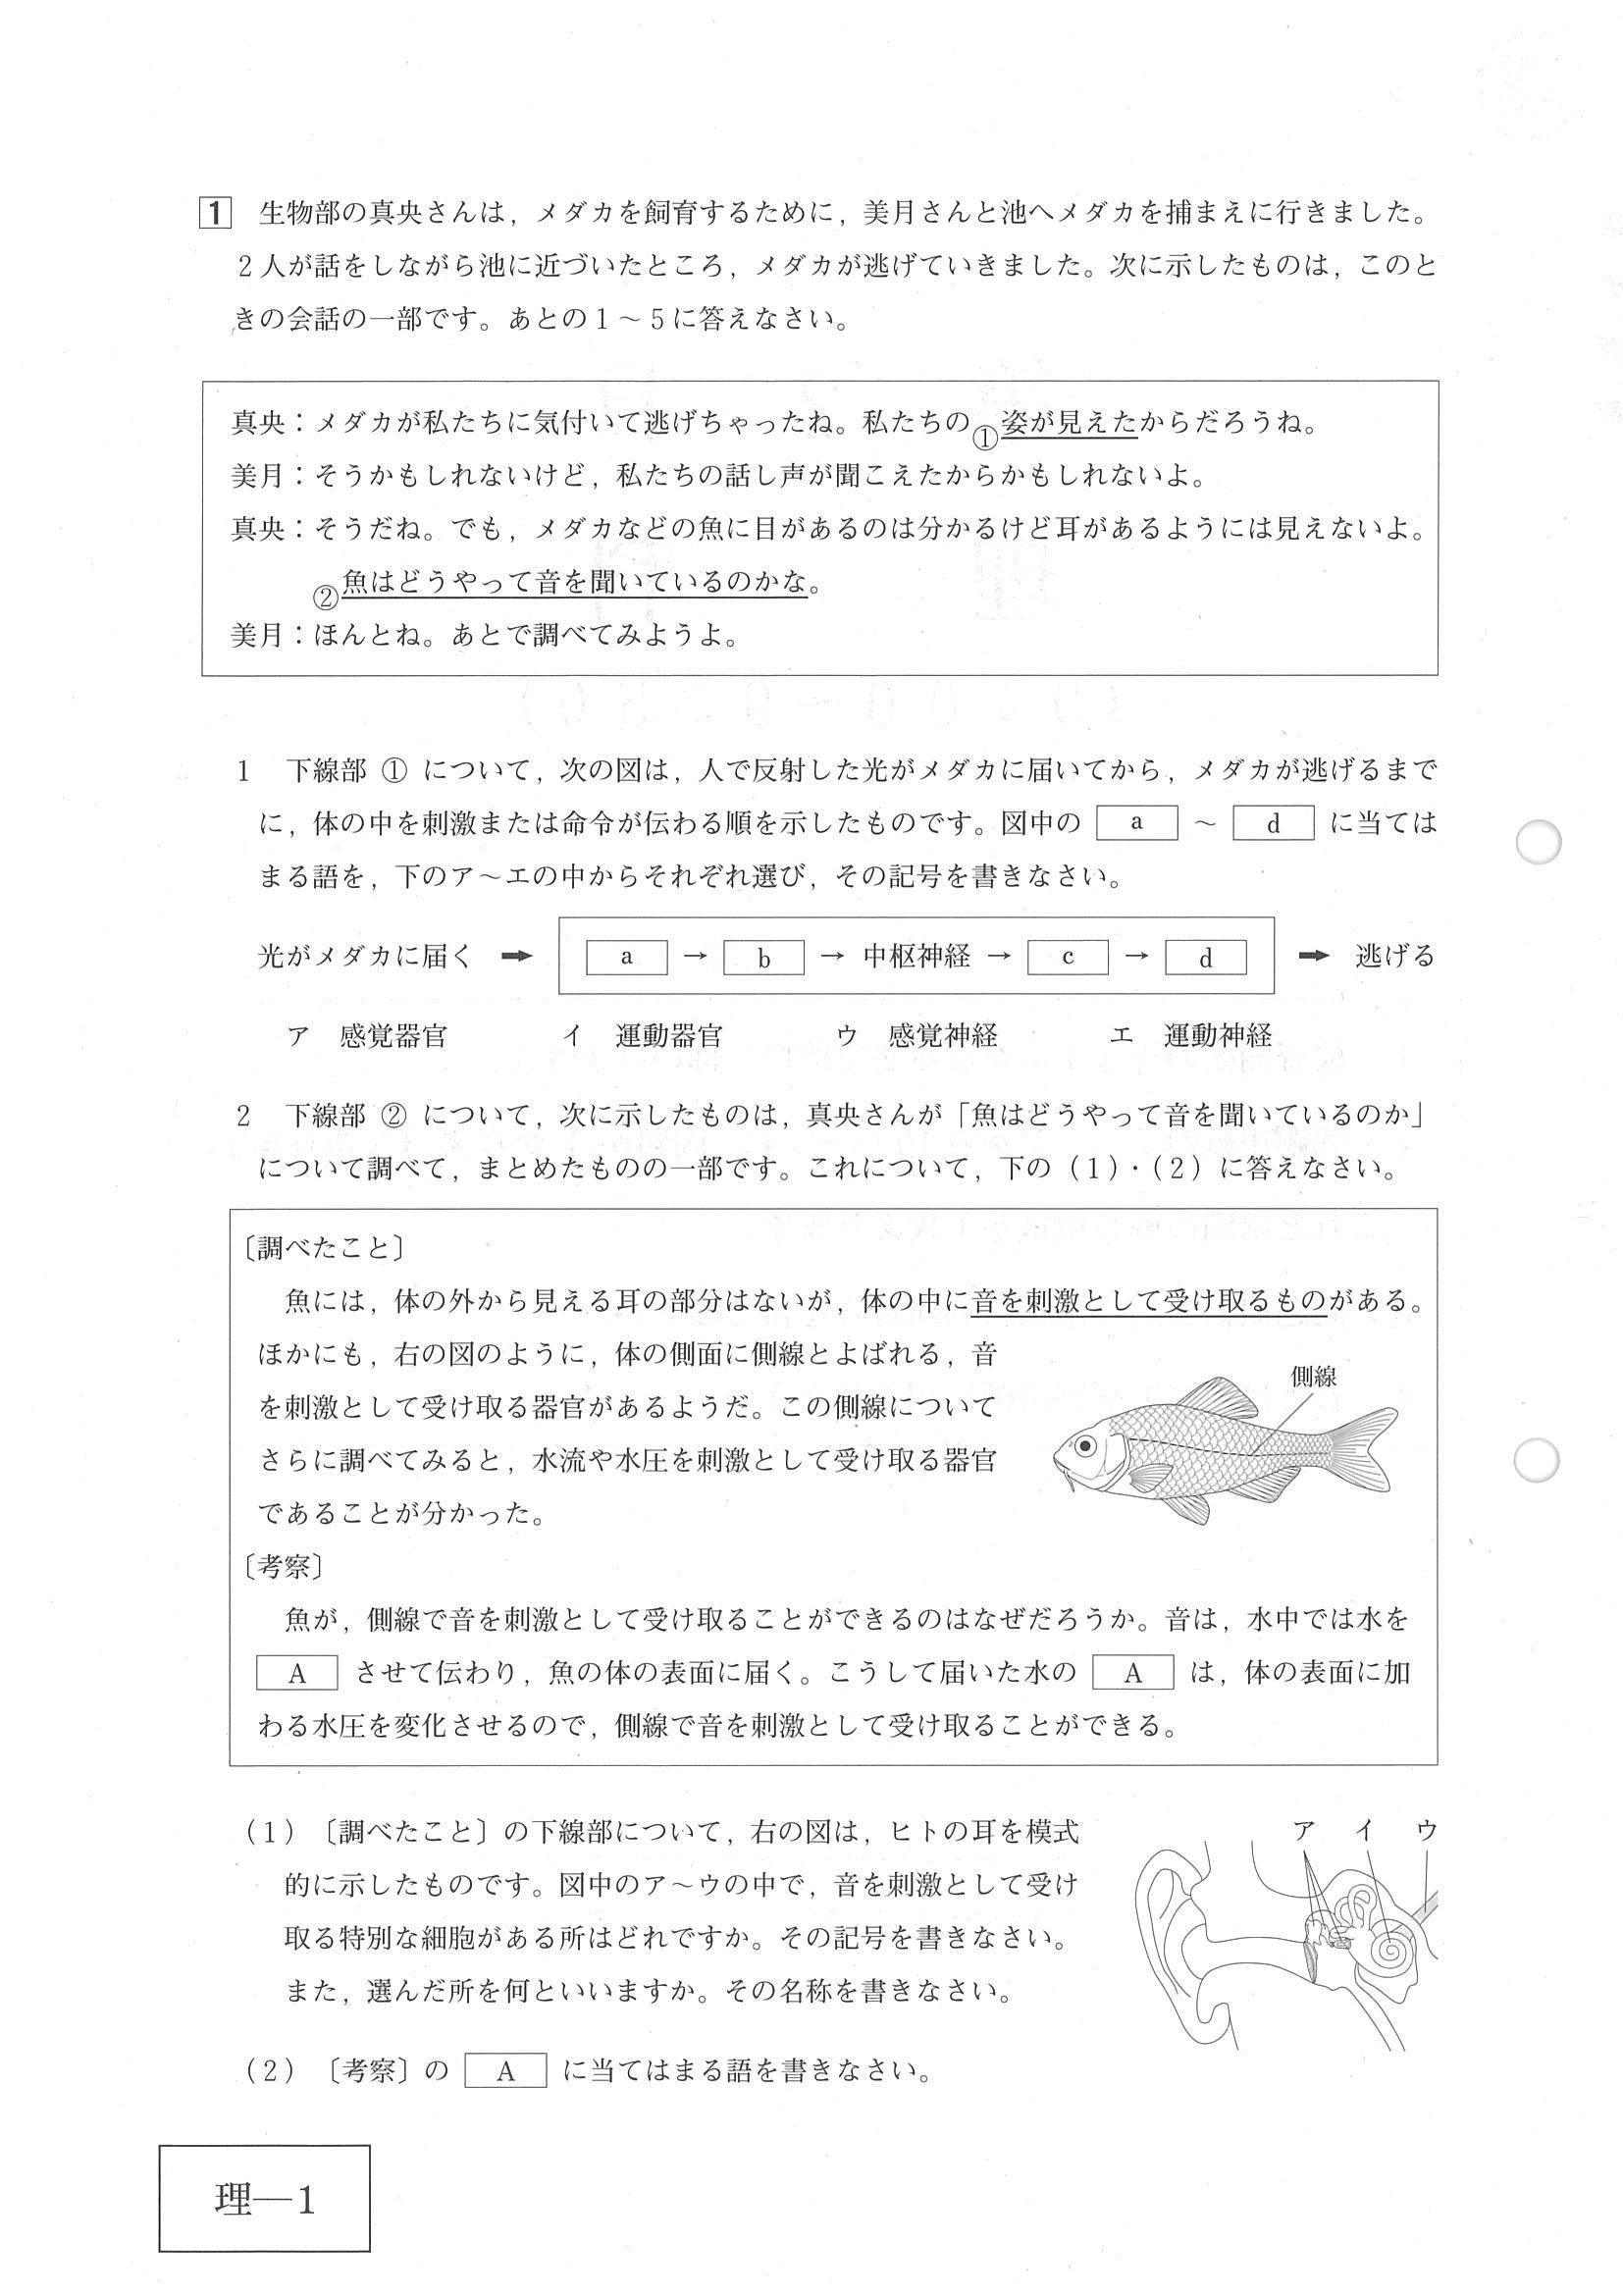 1 生物部の真央さんは，メダカを飼育するために，美月さんと池へメダカを捕まえに行きました。
２人が話をしながら池に近づいたところ，メダカが逃げていきました。次に示したものは，このと
きの会話の一部です。あとの１～５に答えなさい。
真央：メダカが私たちに気付いて逃げちゃったね。私たちの①姿が見えたからだろうね。
美月：そうかもしれないけど，私たちの話し声が聞こえたからかもしれないよ。
真央：そうだね。でも，メダカなどの魚に目があるのは分かるけど耳があるようには見えないよ。
②魚はどうやって音を聞いているのかな。
美月：ほんとね。あとで調べてみようよ。
１ 下線部 ① について，次の図は，人で反射した光がメダカに届いてから，メダカが逃げるまで
に，体の中を刺激または命令が伝わる順を示したものです。図中の a ～ d に当ては
まる語を，下のア～エの中からそれぞれ選び，その記号を書きなさい。
光がメダカに届く ➡ a → b → 中枢神経 → c → d ➡ 逃げる
ア 感覚器官 イ 運動器官 ウ 感覚神経 エ 運動神経
２ 下線部 ② について，次に示したものは，真央さんが「魚はどうやって音を聞いているのか」
について調べて，まとめたものの一部です。これについて，下の（１）・（２）に答えなさい。
〔調べたこと〕
魚には，体の外から見える耳の部分はないが，体の中に音を刺激として受け取るものがある。
ほかにも，右の図のように，体の側面に側線とよばれる，音
を刺激として受け取る器官があるようだ。この側線について
さらに調べてみると，水流や水圧を刺激として受け取る器官
であることが分かった。
側線
〔考察〕
魚が，側線で音を刺激として受け取ることができるのはなぜだろうか。音は，水中では水を
A させて伝わり，魚の体の表面に届く。こうして届いた水の A は，体の表面に加
わる水圧を変化させるので，側線で音を刺激として受け取ることができる。
（１）〔調べたこと〕の下線部について，右の図は，ヒトの耳を模式
的に示したものです。図中のア～ウの中で，音を刺激として受け
取る特別な細胞がある所はどれですか。その記号を書きなさい。
また，選んだ所を何といいますか。その名称を書きなさい。
ア イ ウ
（２）〔考察〕の A に当てはまる語を書きなさい。
理—1